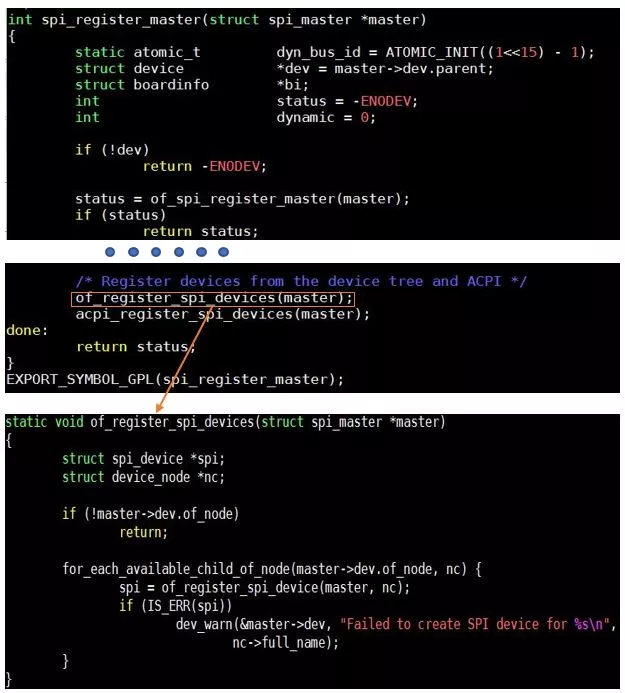 int spi_register_master(struct spi_master *master)
{
        static atomic_t         dyn_bus_id = ATOMIC_INIT((1<<15) - 1);
        struct device           *dev = master->dev.parent;
        struct boardinfo        *bi;
        int                     status = -ENODEV;
        int                     dynamic = 0;

        if (!dev)
                return -ENODEV;

        status = of_spi_register_master(master);
        if (status)
                return status;

        /* Register devices from the device tree and ACPI */
        of_register_spi_devices(master);
        acpi_register_spi_devices(master);
done:
        return status;
}
EXPORT_SYMBOL_GPL(spi_register_master);

static void of_register_spi_devices(struct spi_master *master)
{
        struct spi_device *spi;
        struct device_node *nc;

        if (!master->dev.of_node)
                return;

        for_each_available_child_of_node(master->dev.of_node, nc) {
                spi = of_register_spi_device(master, nc);
                if (IS_ERR(spi))
                        dev_warn(&master->dev, "Failed to create SPI device for %s\n",
                                nc->full_name);
        }
}